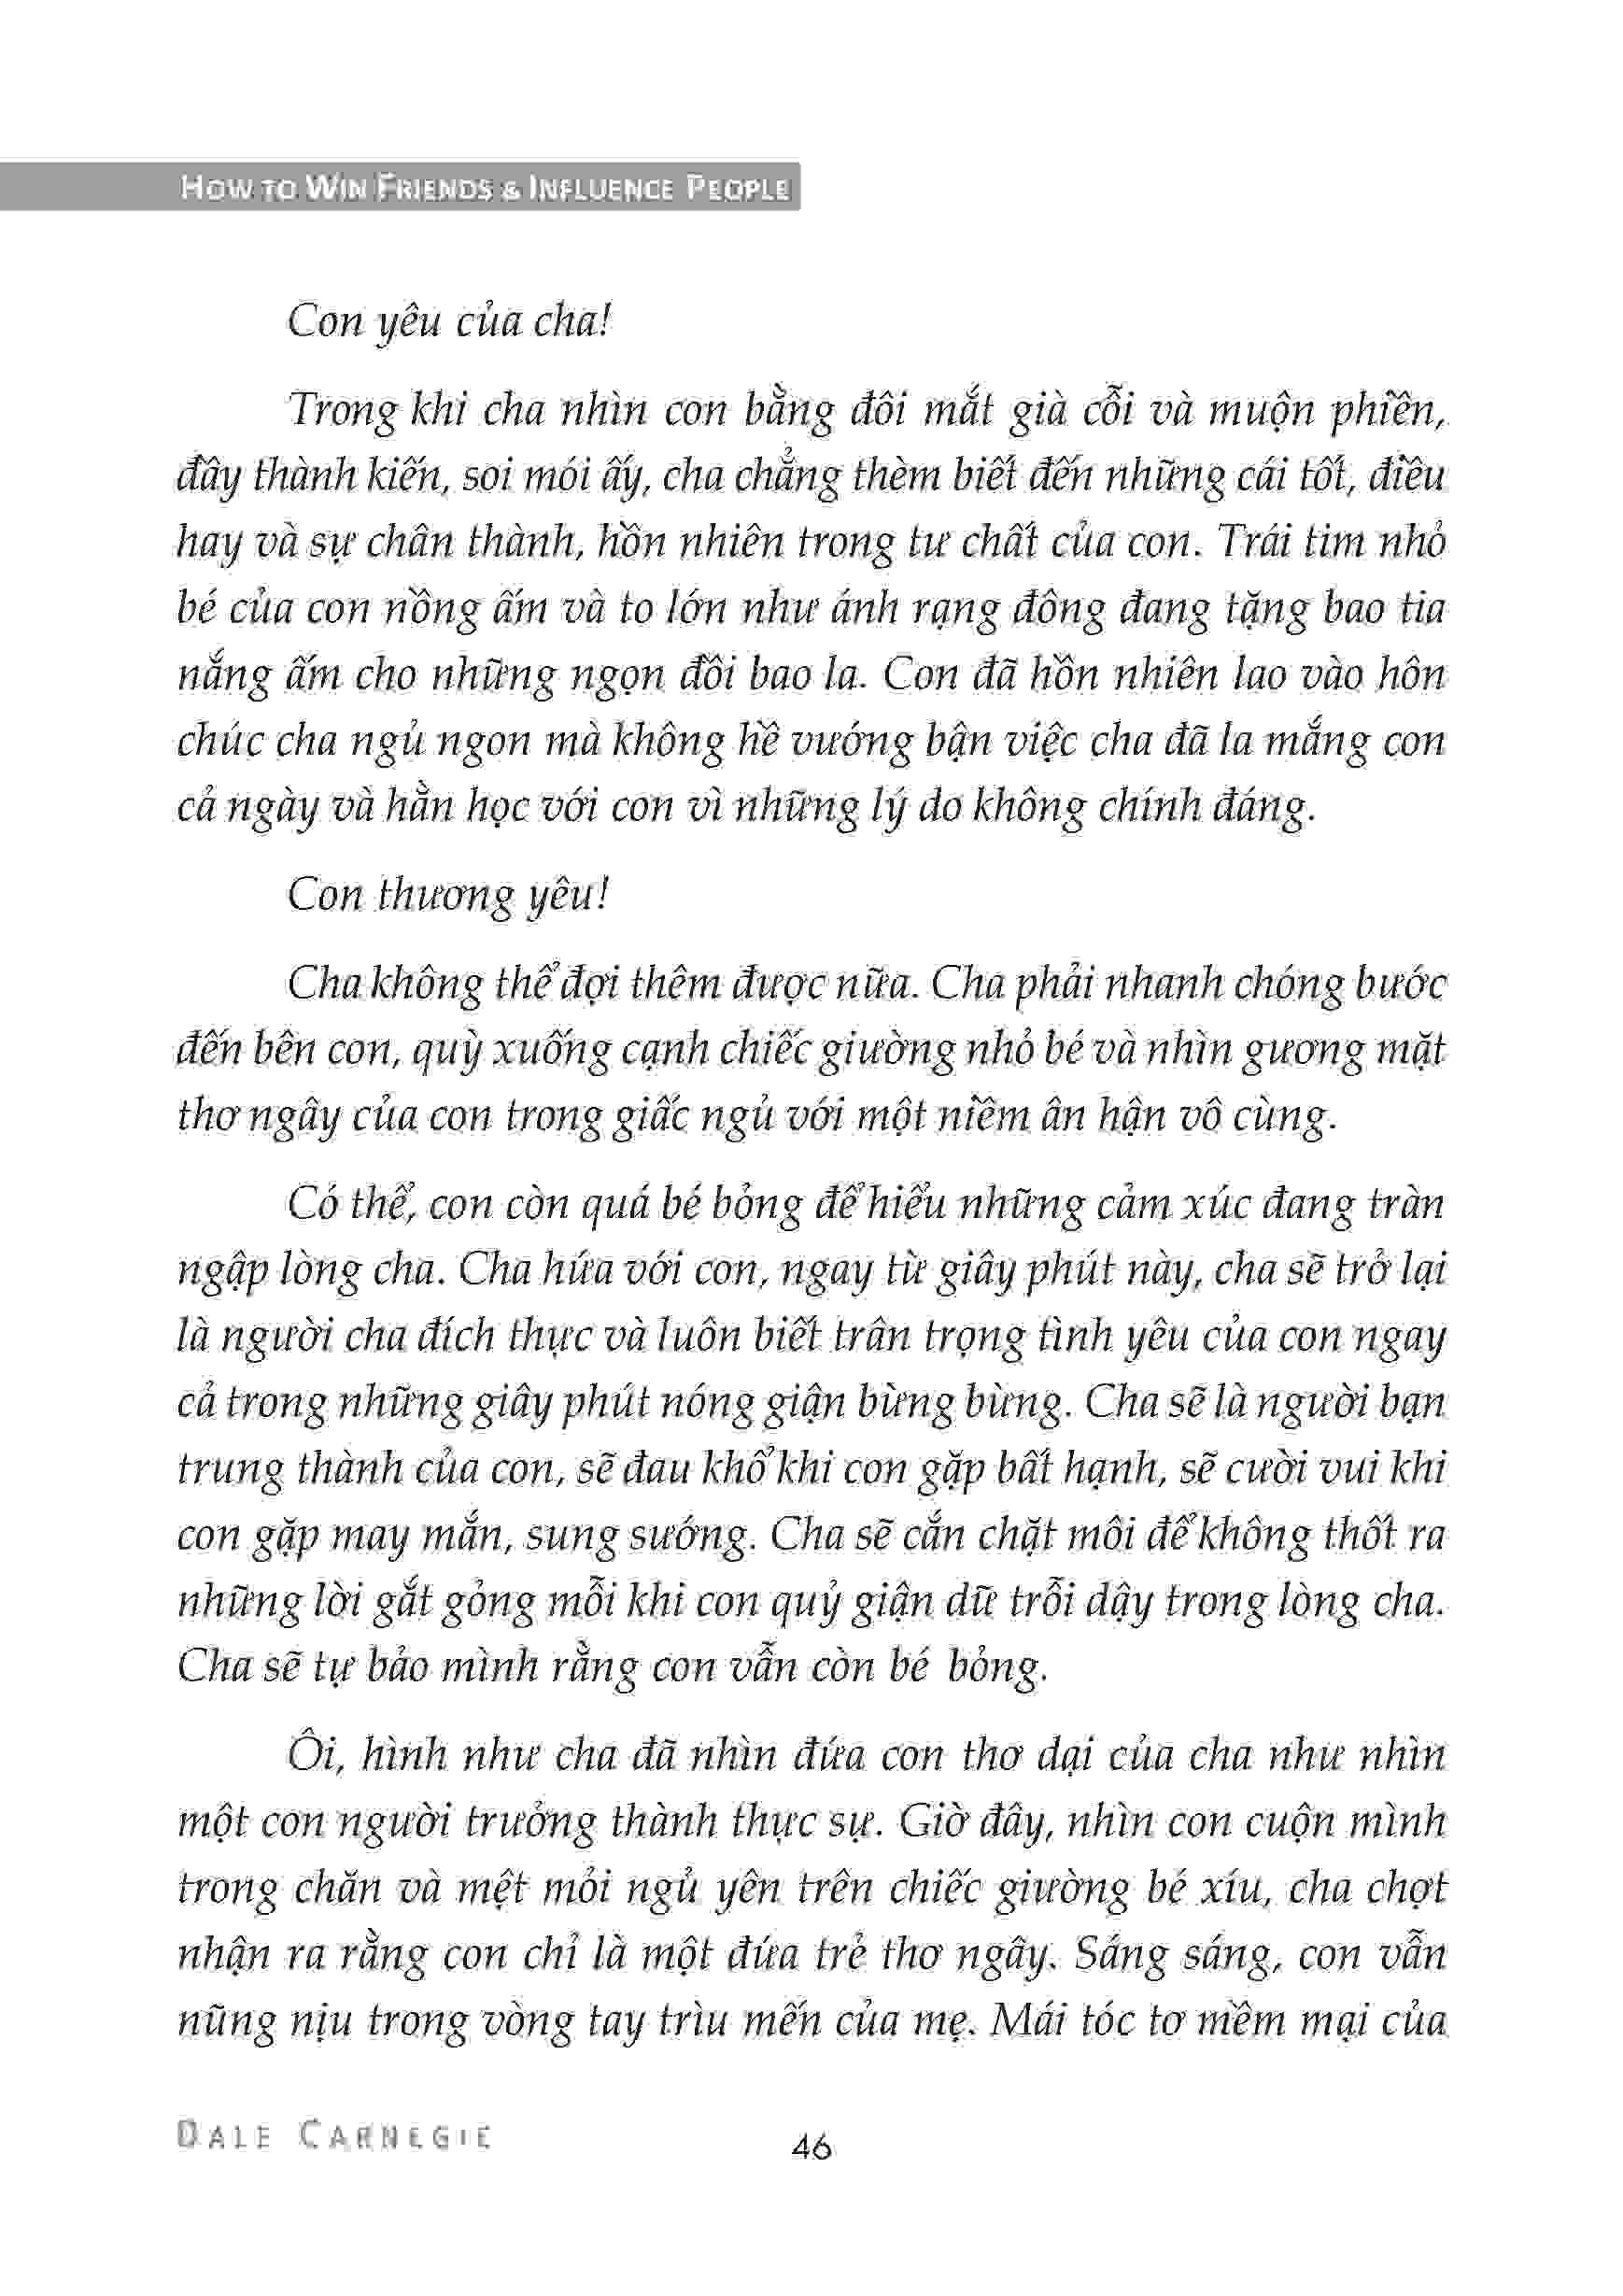 HOW TO WIN FRIENDS & INFLUENCE PEOPLE
Con yêu của cha!
Trong khi cha nhìn con bằng đôi mắt già cỗi và muộn phiền,
đầy thành kiến, soi mói ấy, cha chẳng thèm biết đến những cái tốt, điều
hay và sự chân thành, hồn nhiên trong tư chất của con. Trái tim nhỏ
bé của con nồng ấm và to lớn như ánh rạng đông đang tặng bao tia
nắng ấm cho những ngọn đồi bao la. Con đã hồn nhiên lao vào hôn
chúc cha ngủ ngon mà không hề vướng bận việc cha đã la mắng con
cả ngày và hằn học với con vì những lý do không chính đáng.
Con thương yêu!
Cha không thể đợi thêm được nữa. Cha phải nhanh chóng bước
đến bên con, quỳ xuống cạnh chiếc giường nhỏ bé và nhìn gương mặt
thơ ngây của con trong giấc ngủ với một niềm ân hận vô cùng.
Có thể, con còn quá bé bỏng để hiểu những cảm xúc đang tràn
ngập lòng cha. Cha hứa với con, ngay từ giây phút này, cha sẽ trở lại
là người cha đích thực và luôn biết trân trọng tình yêu của con ngay
cả trong những giây phút nóng giận bừng bừng. Cha sẽ là người bạn
trung thành của con, sẽ đau khổ khi con gặp bất hạnh, sẽ cười vui khi
con gặp may mắn, sung sướng. Cha sẽ cắn chặt môi để không thốt ra
những lời gắt gỏng mỗi khi con quỷ giận dữ trỗi dậy trong lòng cha.
Cha sẽ tự bảo mình rằng con vẫn còn bé bỏng.
Ôi, hình như cha đã nhìn đứa con thơ dại của cha như nhìn
một con người trưởng thành thực sự. Giờ đây, nhìn con cuộn mình
trong chăn và mệt mỏi ngủ yên trên chiếc giường bé xíu, cha chợt
nhận ra rằng con chỉ là một đứa trẻ thơ ngây. Sáng sáng, con vẫn
nũng nịu trong vòng tay trìu mến của mẹ. Mái tóc tơ mềm mại của
DALE CARNEGIE
46